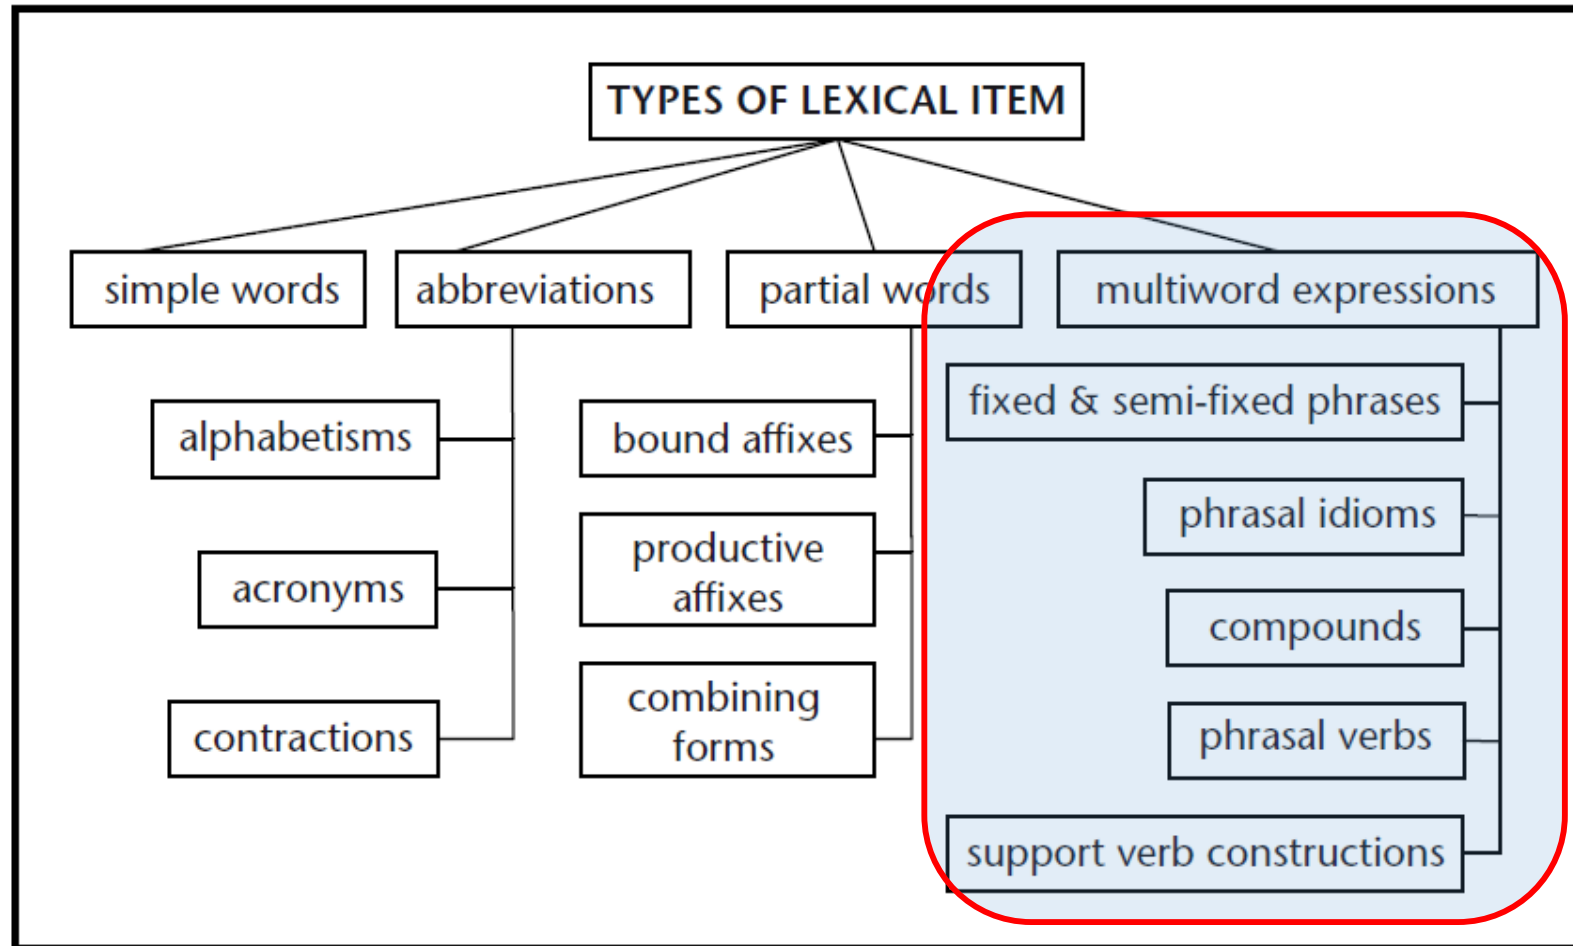 TYPES OF LEXICAL ITEM
simple words
abbreviations
partial words
multiword expressions
alphabetisms
acronyms
contractions
bound affixes
productive
affixes
combining
forms
fixed & semi-fixed phrases
phrasal idioms
compounds
phrasal verbs
support verb constructions